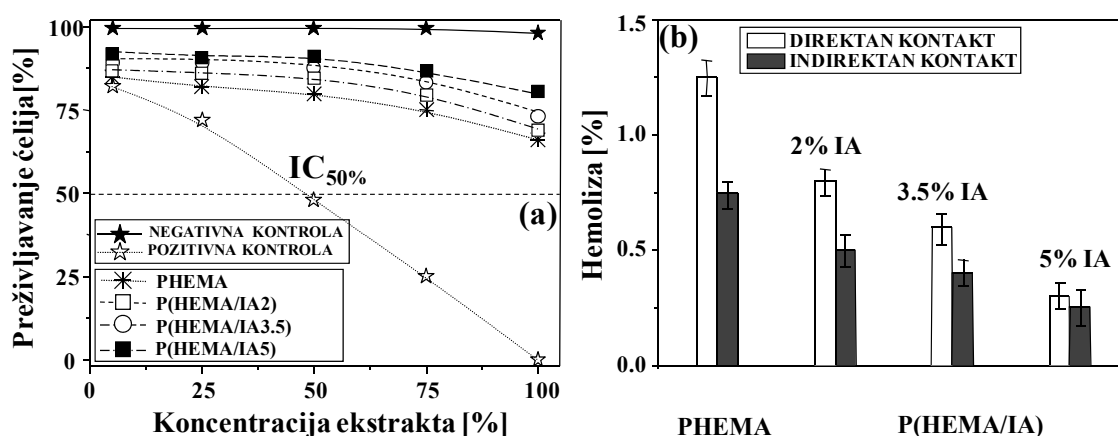 Preživljavanje ćelija[%]
100
75
50
25
0
IC50%
(a)
NEGATIVNA KONTROLA
POZITIVNA KONTROLA
PHEMA
P(HEMA/IA2)
P(HEMA/IA3.5)
P(HEMA/IA5)
0 25 50 75 100
Koncentracija ekstrakta [%]
Hemoliza [%]
1.5
1.0
0.5
0.0
(b)
DIREKTAN KONTAKT
INDIREKTAN KONTAKT
2% IA
3.5% IA
5% IA
PHEMA P(HEMA/IA)